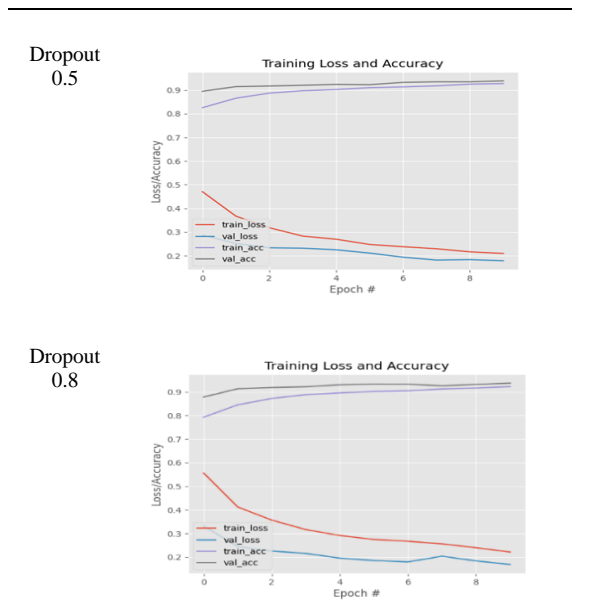 Dropout
0.5
Training Loss and Accuracy
Loss/Accuracy
0.9
0.8
0.7
0.6
0.5
0.4
0.3
0.2
train_loss
val_loss
train_acc
val_acc
0 2 4 6 8
Epoch #
Dropout
0.8
Training Loss and Accuracy
Loss/Accuracy
0.9
0.8
0.7
0.6
0.5
0.4
0.3
0.2
train_loss
val_loss
train_acc
val_acc
0 2 4 6 8
Epoch #